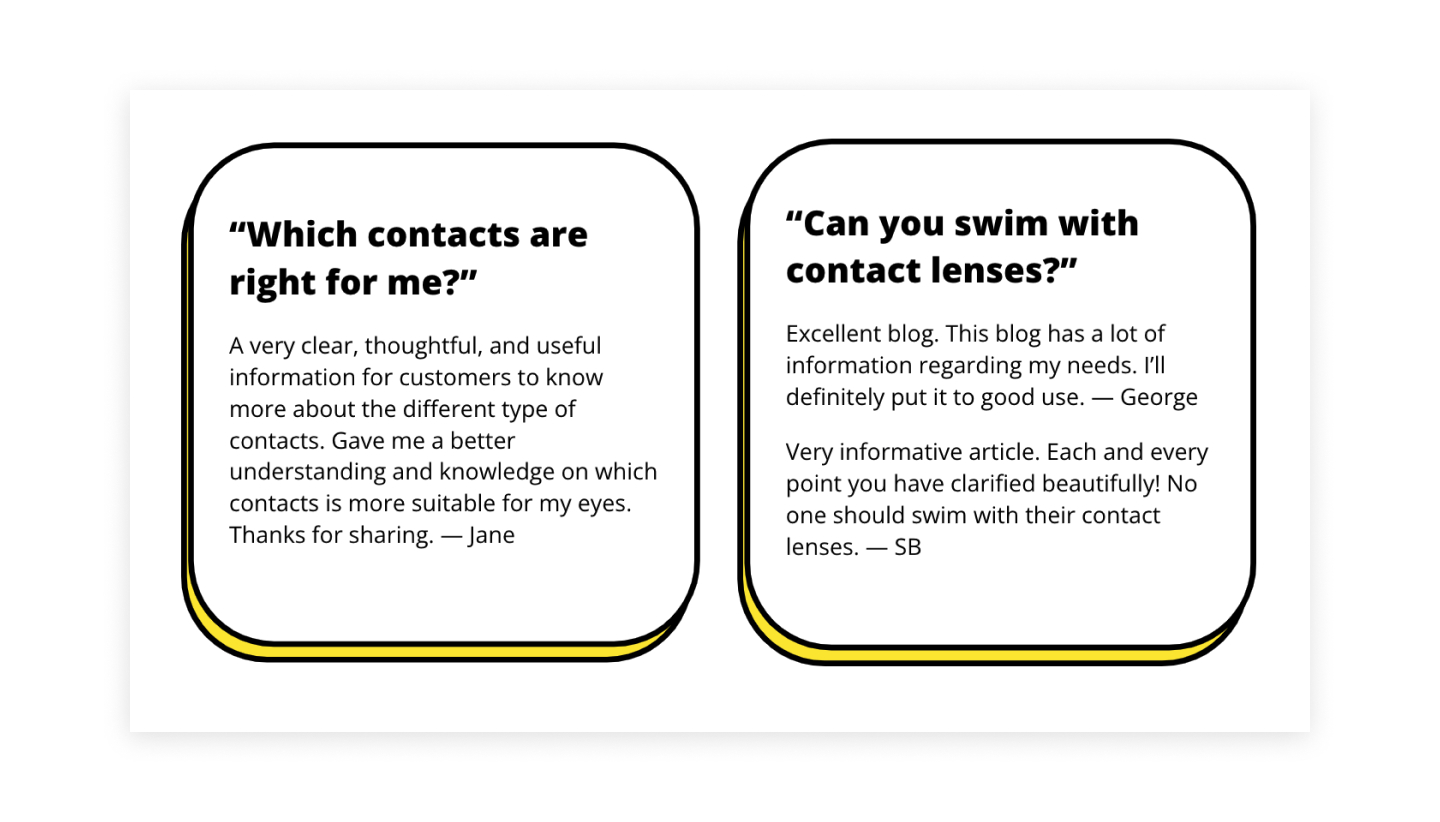 “Which contacts are
right for me?”
A very clear, thoughtful, and useful
information for customers to know
more about the different type of
contacts. Gave me a better
understanding and knowledge on which
contacts is more suitable for my eyes.
Thanks for sharing. — Jane
“Can you swim with
contact lenses?”
Excellent blog. This blog has a lot of
information regarding my needs. I’ll
definitely put it to good use. — George
Very informative article. Each and every
point you have clarified beautifully! No
one should swim with their contact
lenses. — SB